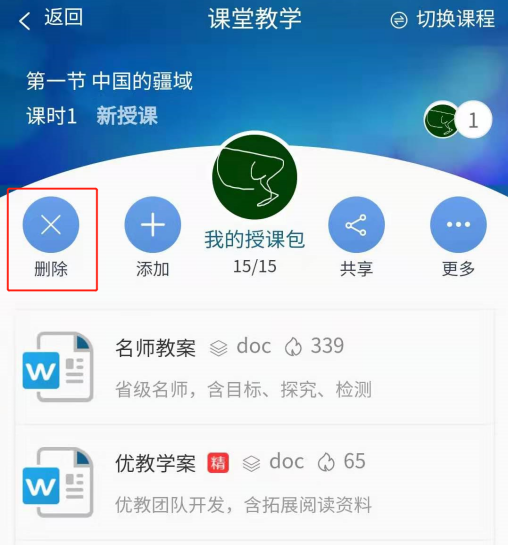 返回 课堂教学 切换课程
第一节 中国的疆域
课时1 新授课
1
我的授课包
15/15
删除 添加 共享 更多
名师教案 doc 339
W
省级名师，含目标、探究、检测
优教学案 精 doc 65
W
优教团队开发，含拓展阅读资料